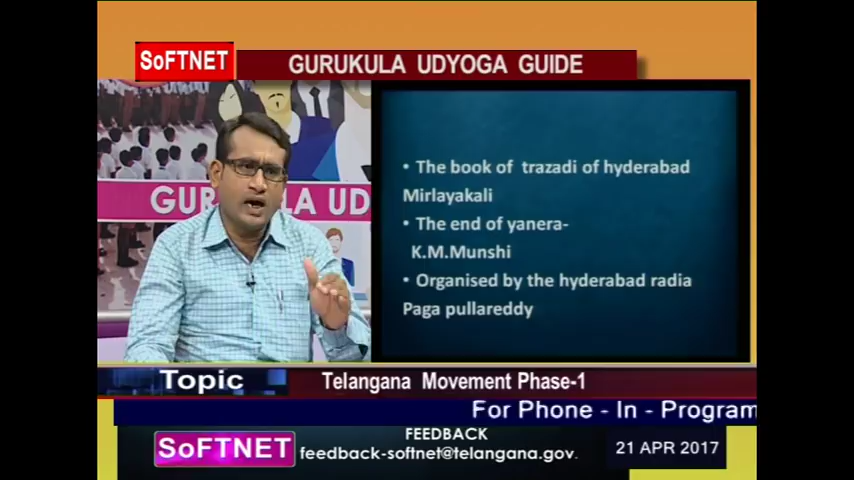 SoFTNET
GURUKULA UDYOGA GUIDE
GUR
LA UD
• The book of trazadi of hyderabad
Mirlayakali
• The end of yanera-
K.M.Munshi
• Organised by the hyderabad radia
Paga pullareddy
Topic
Telangana Movement Phase-1
For Phone - In - Program
FEEDBACK
SoFTNET
feedback-softnet@telangana.gov.
21 APR 2017